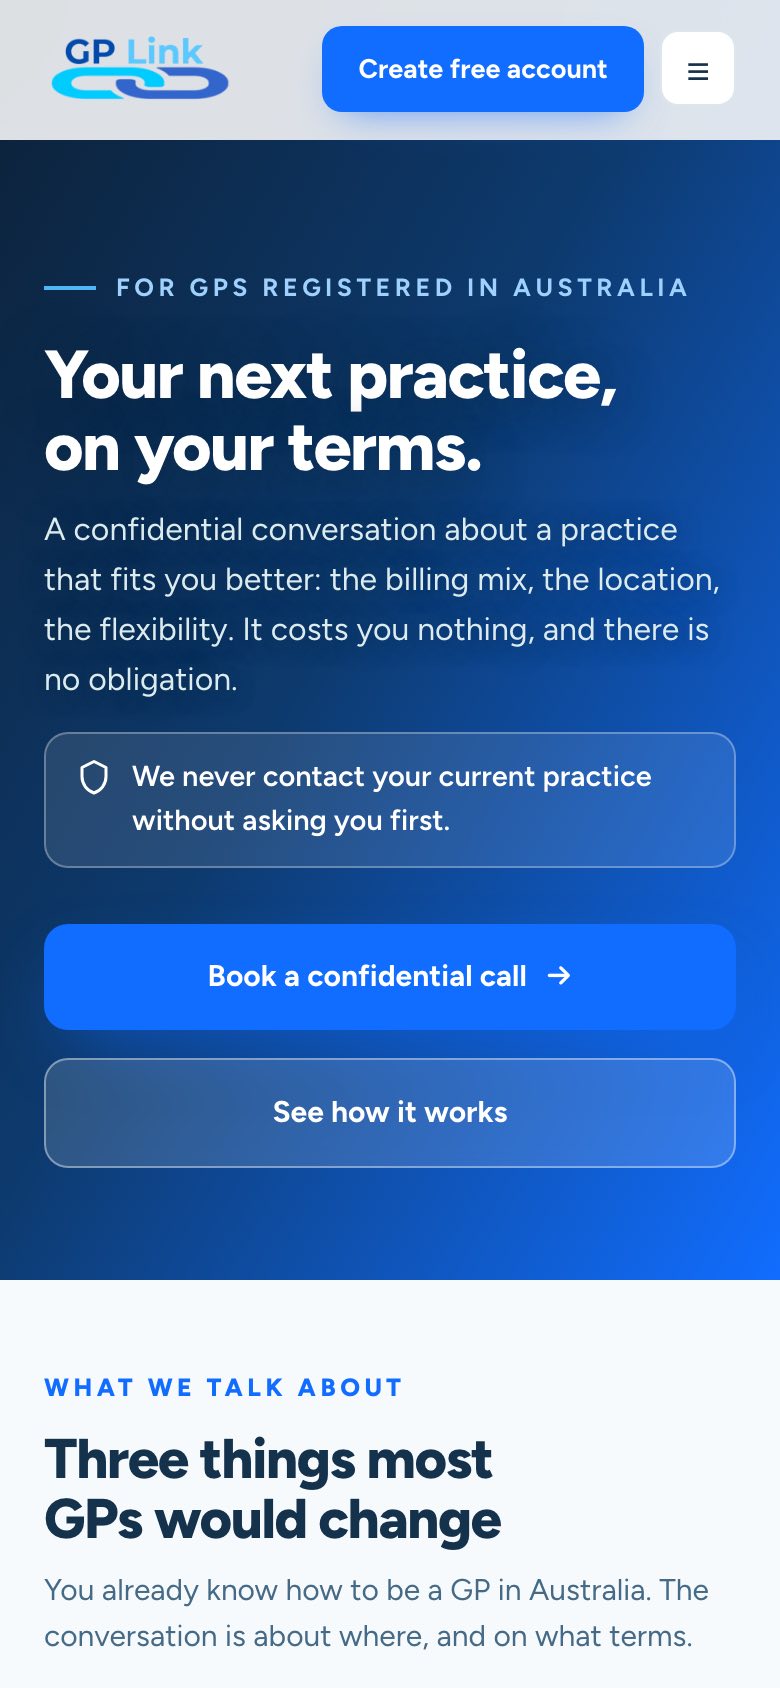 GP Link
Create free account
FOR GPS REGISTERED IN AUSTRALIA
Your next practice,
on your terms.
A confidential conversation about a practice
that fits you better: the billing mix, the location,
the flexibility. It costs you nothing, and there is
no obligation.
We never contact your current practice
without asking you first.
Book a confidential call →
See how it works
WHAT WE TALK ABOUT
Three things most
GPs would change
You already know how to be a GP in Australia. The
conversation is about where, and on what terms.